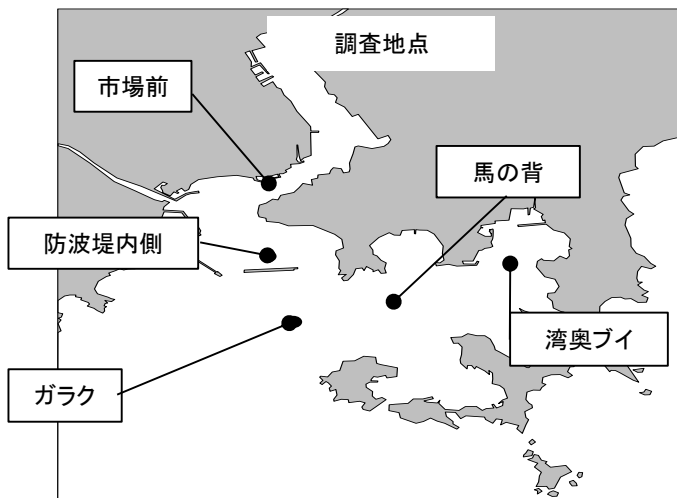 調査地点
市場前
馬の背
防波堤内側
湾奥ブイ
ガラク